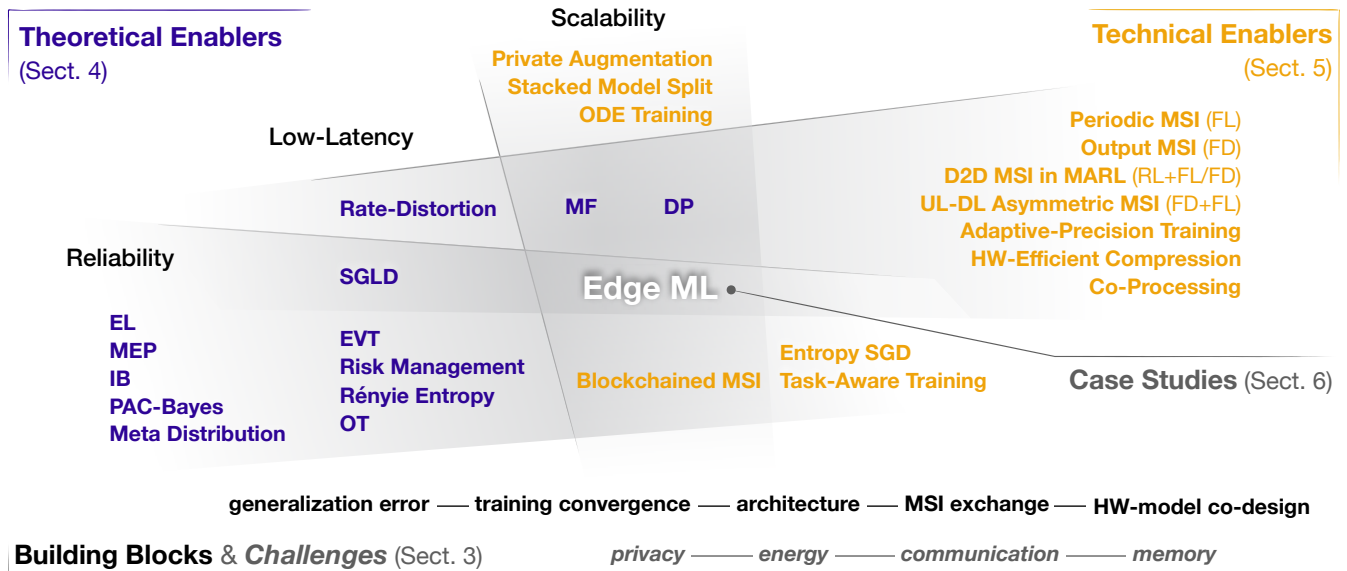 Scalability
Theoretical Enablers
(Sect. 4)
Technical Enablers
(Sect. 5)
Private Augmentation
Stacked Model Split
ODE Training
Low-Latency
Periodic MSI (FL)
Output MSI (FD)
D2D MSI in MARL (RL+FL/FD)
UL-DL Asymmetric MSI (FD+FL)
Adaptive-Precision Training
HW-Efficient Compression
Co-Processing
Rate-Distortion
MF
DP
Reliability
SGLD
Edge ML
EL
MEP
IB
PAC-Bayes
Meta Distribution
EVT
Risk Management
Rényie Entropy
OT
Blockchained MSI
Entropy SGD
Task-Aware Training
Case Studies (Sect. 6)
generalization error — training convergence — architecture — MSI exchange — HW-model co-design
Building Blocks & Challenges (Sect. 3)
privacy — energy — communication — memory